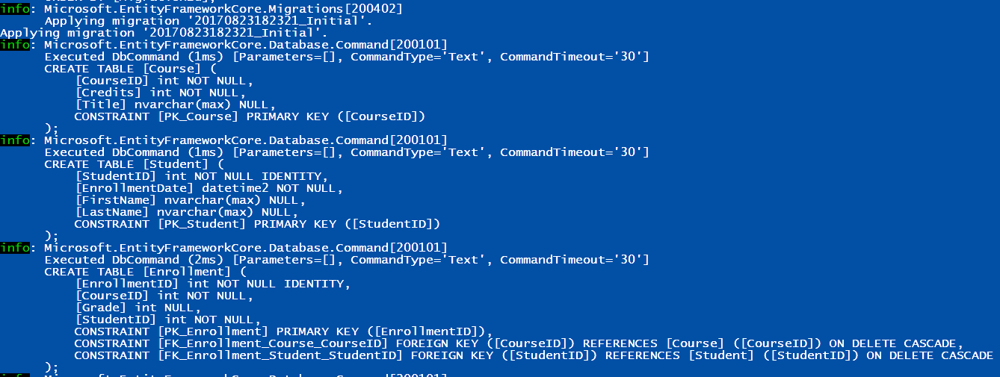 info: Microsoft.EntityFrameworkCore.Migrations[200402]
      Applying migration '20170823182321_Initial'.
Applying migration '20170823182321_Initial'.
info: Microsoft.EntityFrameworkCore.Database.Command[200101]
      Executed DbCommand (1ms) [Parameters=[], CommandType='Text', CommandTimeout='30']
      CREATE TABLE [Course] (
          [CourseID] int NOT NULL,
          [Credits] int NOT NULL,
          [Title] nvarchar(max) NULL,
          CONSTRAINT [PK_Course] PRIMARY KEY ([CourseID])
      );
info: Microsoft.EntityFrameworkCore.Database.Command[200101]
      Executed DbCommand (1ms) [Parameters=[], CommandType='Text', CommandTimeout='30']
      CREATE TABLE [Student] (
          [StudentID] int NOT NULL IDENTITY,
          [EnrollmentDate] datetime2 NOT NULL,
          [FirstName] nvarchar(max) NULL,
          [LastName] nvarchar(max) NULL,
          CONSTRAINT [PK_Student] PRIMARY KEY ([StudentID])
      );
info: Microsoft.EntityFrameworkCore.Database.Command[200101]
      Executed DbCommand (2ms) [Parameters=[], CommandType='Text', CommandTimeout='30']
      CREATE TABLE [Enrollment] (
          [EnrollmentID] int NOT NULL IDENTITY,
          [CourseID] int NOT NULL,
          [Grade] int NULL,
          [StudentID] int NOT NULL,
          CONSTRAINT [PK_Enrollment] PRIMARY KEY ([EnrollmentID]),
          CONSTRAINT [FK_Enrollment_Course_CourseID] FOREIGN KEY ([CourseID]) REFERENCES [Course] ([CourseID]) ON DELETE CASCADE,
          CONSTRAINT [FK_Enrollment_Student_StudentID] FOREIGN KEY ([StudentID]) REFERENCES [Student] ([StudentID]) ON DELETE CASCADE
      );